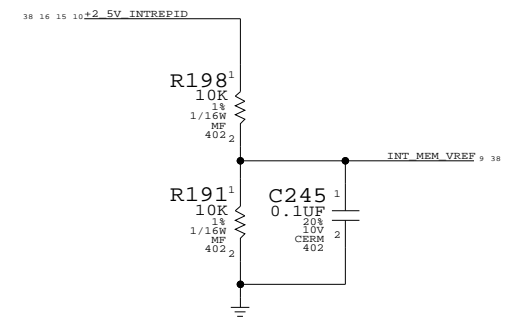 38 16 15 10 +2_5V_INTREPID
R198 1
10K
1%
1/16W
MF
402 2
INT_MEM_VREF 9 38
R191 1
10K
1%
1/16W
MF
402 2
C245 1
0.1UF
20%
10V
CERM 2
402